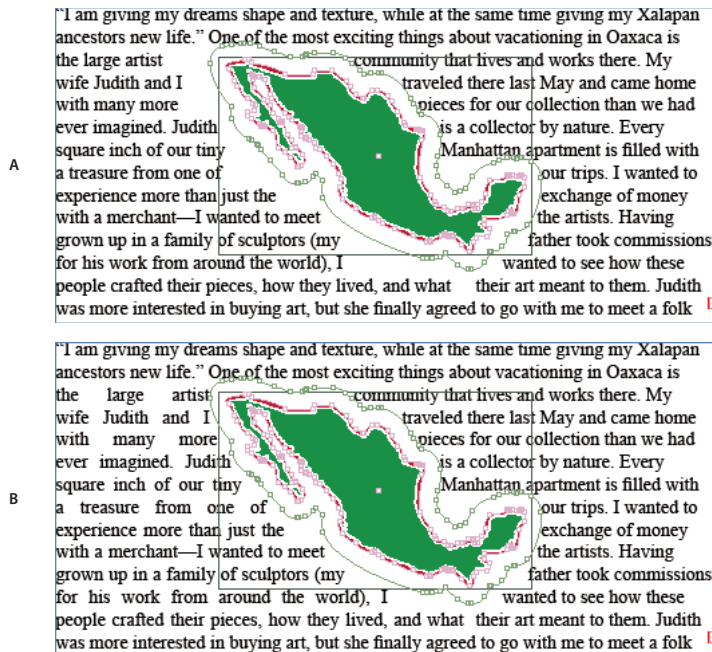 "I am giving my dreams shape and texture, while at the same time giving my Xalapan
ancestors new life." One of the most exciting things about vacationing in Oaxaca is
the large artist community that lives and works there. My
wife Judith and I traveled there last May and came home
with many more pieces for our collection than we had
ever imagined. Judith is a collector by nature. Every
square inch of our tiny Manhattan apartment is filled with
A
a treasure from one of our trips. I wanted to
experience more than just the exchange of money
with a merchant—I wanted to meet the artists. Having
grown up in a family of sculptors (my father took commissions
for his work from around the world), I wanted to see how these
people crafted their pieces, how they lived, and what their art meant to them. Judith
was more interested in buying art, but she finally agreed to go with me to meet a folk
"I am giving my dreams shape and texture, while at the same time giving my Xalapan
ancestors new life." One of the most exciting things about vacationing in Oaxaca is
the large artist community that lives and works there. My
wife Judith and I traveled there last May and came home
with many more pieces for our collection than we had
ever imagined. Judith is a collector by nature. Every
square inch of our tiny Manhattan apartment is filled with
B
a treasure from one of our trips. I wanted to
experience more than just the exchange of money
with a merchant—I wanted to meet the artists. Having
grown up in a family of sculptors (my father took commissions
for his work from around the world), I wanted to see how these
people crafted their pieces, how they lived, and what their art meant to them. Judith
was more interested in buying art, but she finally agreed to go with me to meet a folk